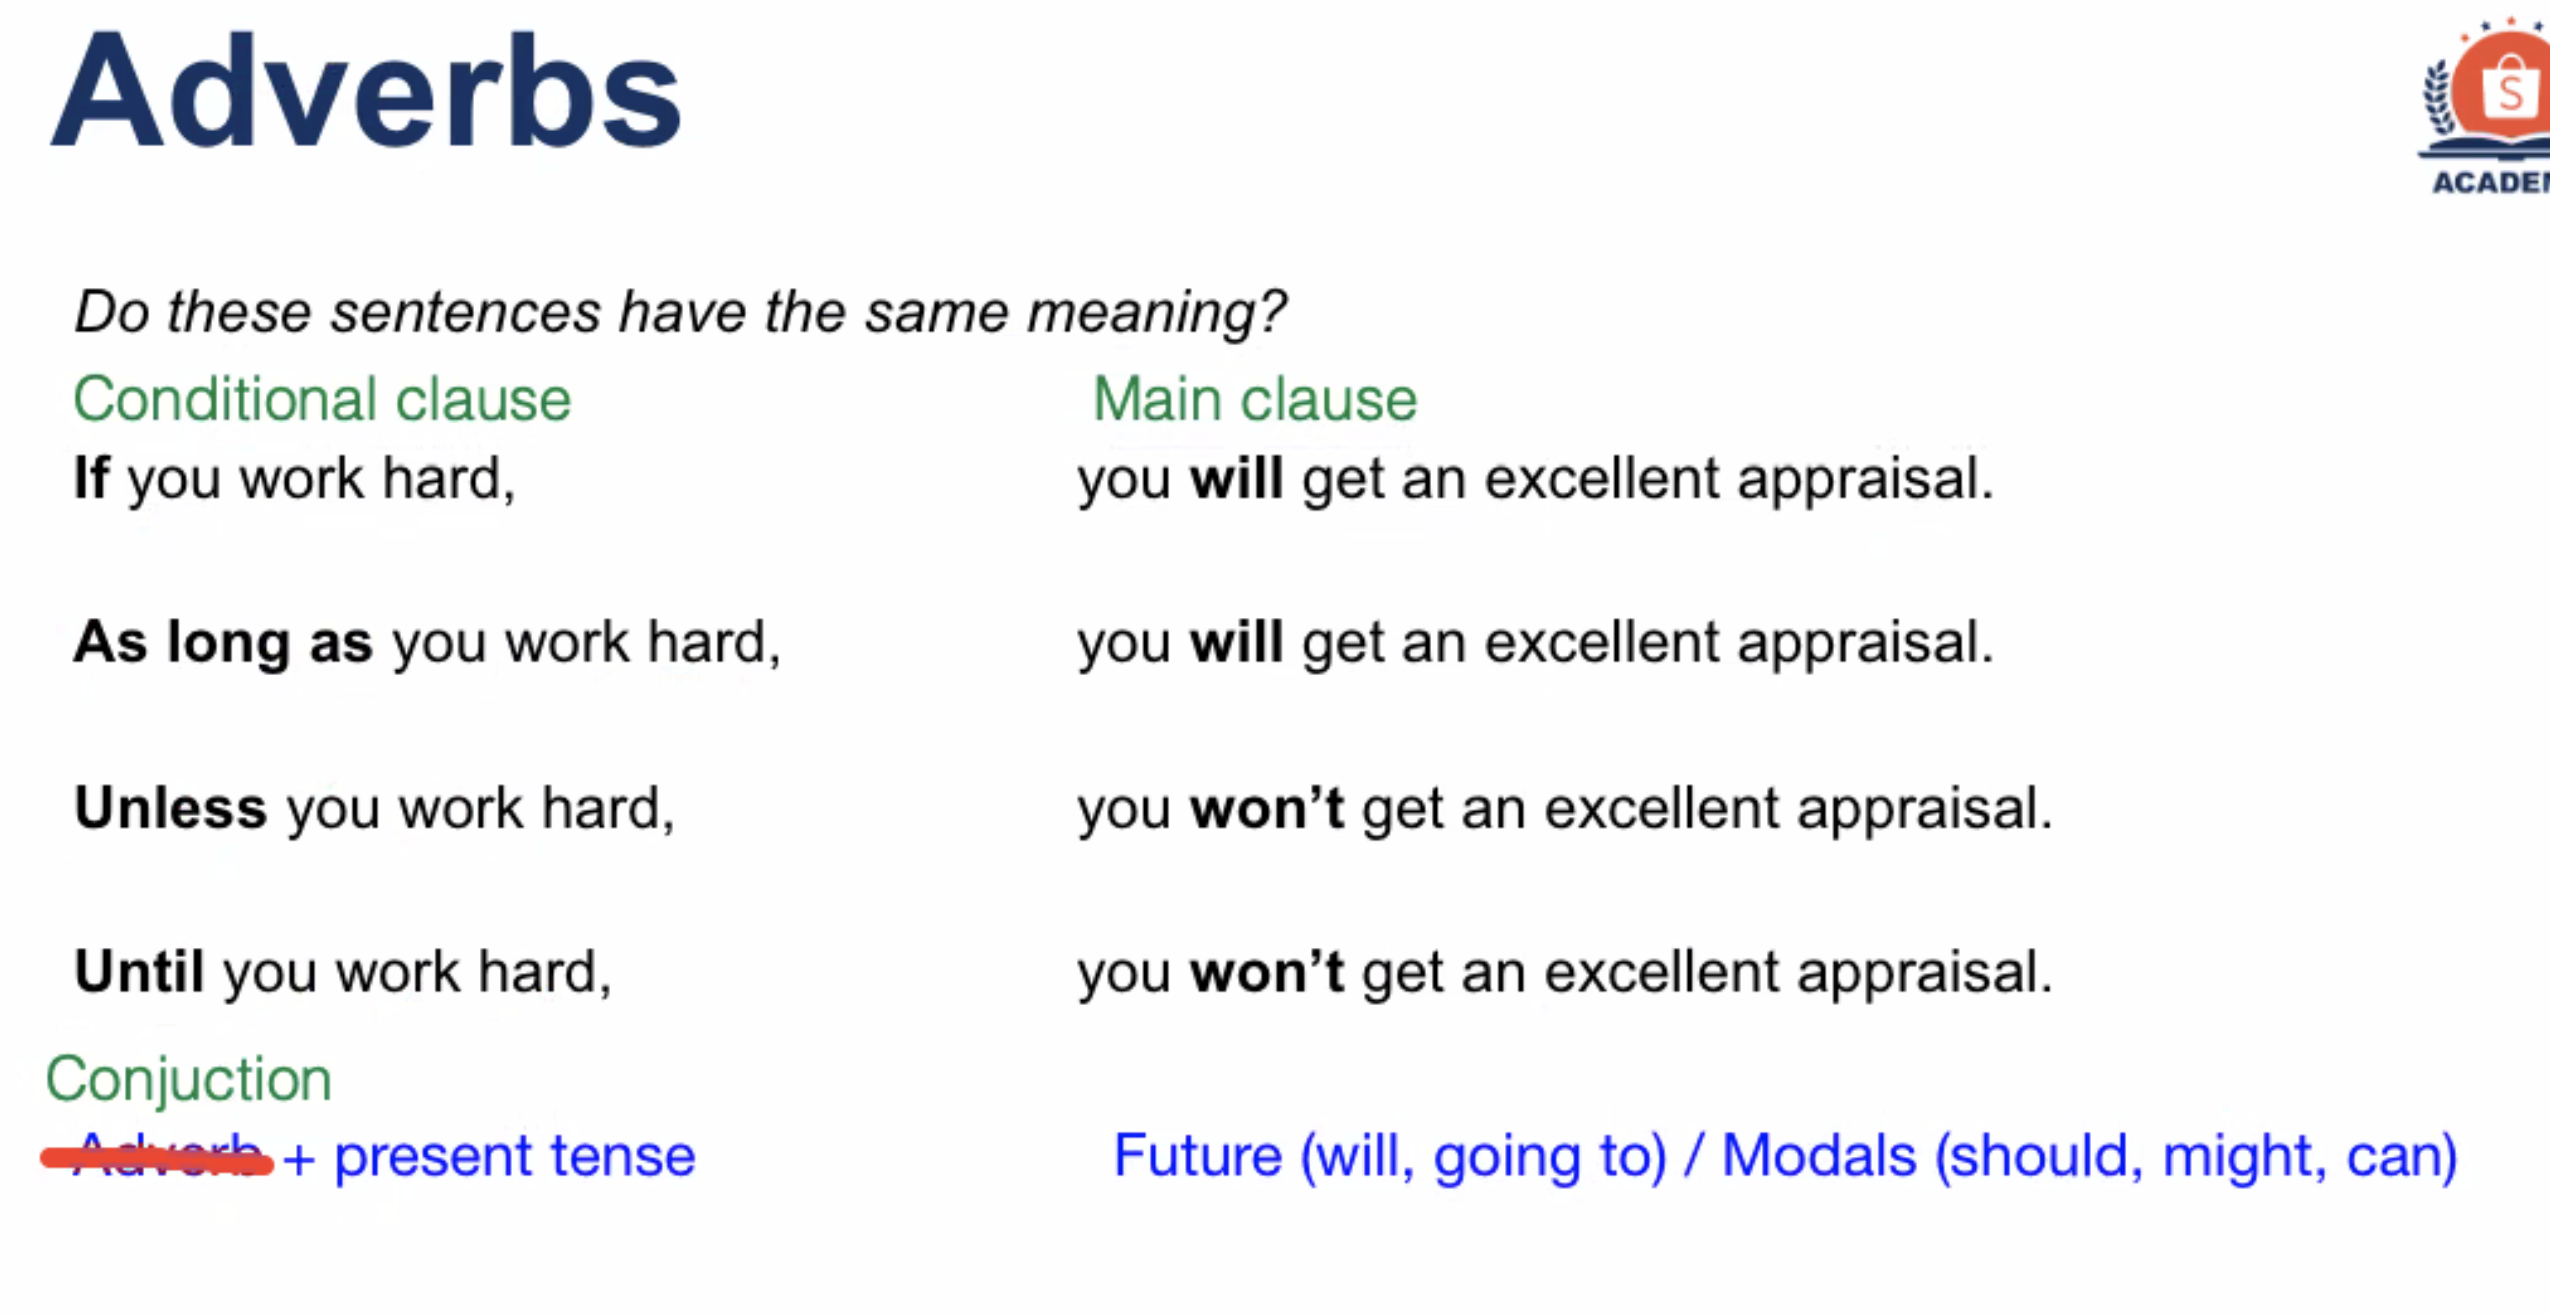 Adverbs
S
ACADEM
Do these sentences have the same meaning?
Conditional clause Main clause
If you work hard, you will get an excellent appraisal.
As long as you work hard, you will get an excellent appraisal.
Unless you work hard, you won't get an excellent appraisal.
Until you work hard, you won't get an excellent appraisal.
Conjuction
Adverb + present tense Future (will, going to) / Modals (should, might, can)